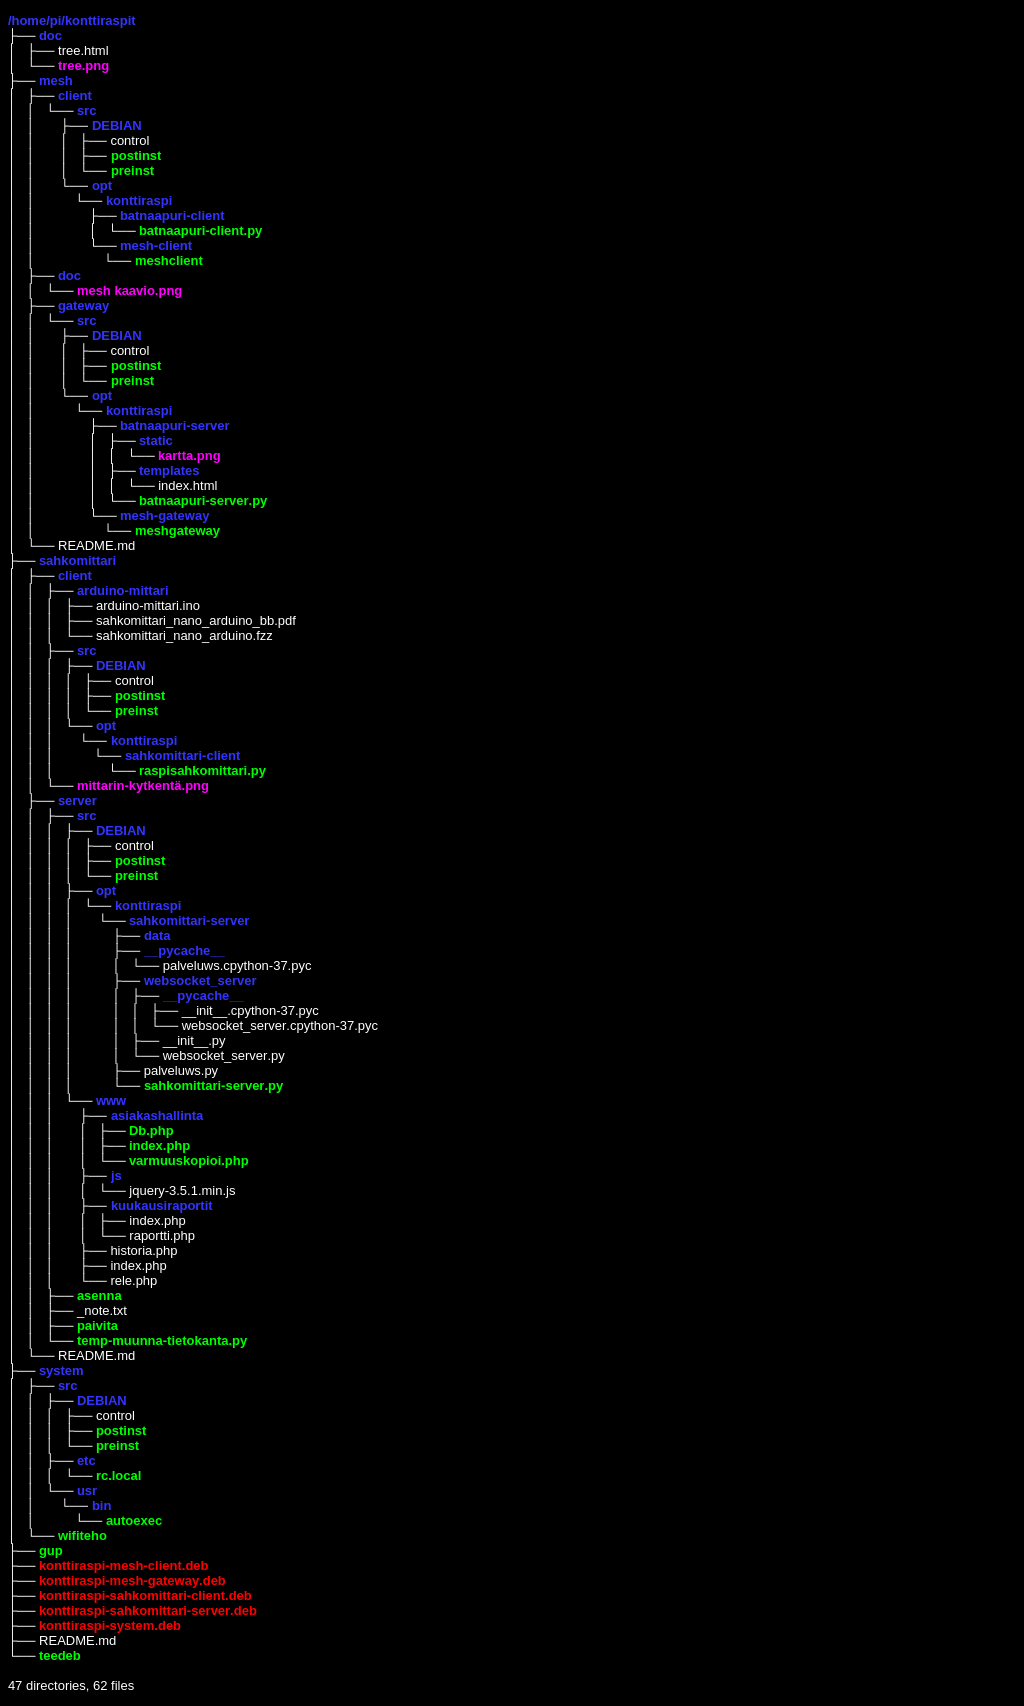 /home/pi/konttiraspit
├── doc
│   ├── tree.html
│   └── tree.png
├── mesh
│   ├── client
│   │   └── src
│   │       ├── DEBIAN
│   │       │   ├── control
│   │       │   ├── postinst
│   │       │   └── preinst
│   │       └── opt
│   │           └── konttiraspi
│   │               ├── batnaapuri-client
│   │               │   └── batnaapuri-client.py
│   │               └── mesh-client
│   │                   └── meshclient
│   ├── doc
│   │   └── mesh kaavio.png
│   ├── gateway
│   │   └── src
│   │       ├── DEBIAN
│   │       │   ├── control
│   │       │   ├── postinst
│   │       │   └── preinst
│   │       └── opt
│   │           └── konttiraspi
│   │               ├── batnaapuri-server
│   │               │   ├── static
│   │               │   │   └── kartta.png
│   │               │   ├── templates
│   │               │   │   └── index.html
│   │               │   └── batnaapuri-server.py
│   │               └── mesh-gateway
│   │                   └── meshgateway
│   └── README.md
├── sahkomittari
│   ├── client
│   │   ├── arduino-mittari
│   │   │   ├── arduino-mittari.ino
│   │   │   ├── sahkomittari_nano_arduino_bb.pdf
│   │   │   └── sahkomittari_nano_arduino.fzz
│   │   ├── src
│   │   │   ├── DEBIAN
│   │   │   │   ├── control
│   │   │   │   ├── postinst
│   │   │   │   └── preinst
│   │   │   └── opt
│   │   │       └── konttiraspi
│   │   │           └── sahkomittari-client
│   │   │               └── raspisahkomittari.py
│   │   └── mittarin-kytkentä.png
│   ├── server
│   │   ├── src
│   │   │   ├── DEBIAN
│   │   │   │   ├── control
│   │   │   │   ├── postinst
│   │   │   │   └── preinst
│   │   │   ├── opt
│   │   │   │   └── konttiraspi
│   │   │   │       └── sahkomittari-server
│   │   │   │           ├── data
│   │   │   │           ├── __pycache__
│   │   │   │           │   └── palveluws.cpython-37.pyc
│   │   │   │           ├── websocket_server
│   │   │   │           │   ├── __pycache__
│   │   │   │           │   │   ├── __init__.cpython-37.pyc
│   │   │   │           │   │   └── websocket_server.cpython-37.pyc
│   │   │   │           │   ├── __init__.py
│   │   │   │           │   └── websocket_server.py
│   │   │   │           ├── palveluws.py
│   │   │   │           └── sahkomittari-server.py
│   │   │   └── www
│   │   │       ├── asiakashallinta
│   │   │       │   ├── Db.php
│   │   │       │   ├── index.php
│   │   │       │   └── varmuuskopioi.php
│   │   │       ├── js
│   │   │       │   └── jquery-3.5.1.min.js
│   │   │       ├── kuukausiraportit
│   │   │       │   ├── index.php
│   │   │       │   └── raportti.php
│   │   │       ├── historia.php
│   │   │       ├── index.php
│   │   │       └── rele.php
│   │   ├── asenna
│   │   ├── _note.txt
│   │   ├── paivita
│   │   └── temp-muunna-tietokanta.py
│   └── README.md
├── system
│   ├── src
│   │   ├── DEBIAN
│   │   │   ├── control
│   │   │   ├── postinst
│   │   │   └── preinst
│   │   ├── etc
│   │   │   └── rc.local
│   │   └── usr
│   │       └── bin
│   │           └── autoexec
│   └── wifiteho
├── gup
├── konttiraspi-mesh-client.deb
├── konttiraspi-mesh-gateway.deb
├── konttiraspi-sahkomittari-client.deb
├── konttiraspi-sahkomittari-server.deb
├── konttiraspi-system.deb
├── README.md
└── teedeb
47 directories, 62 files